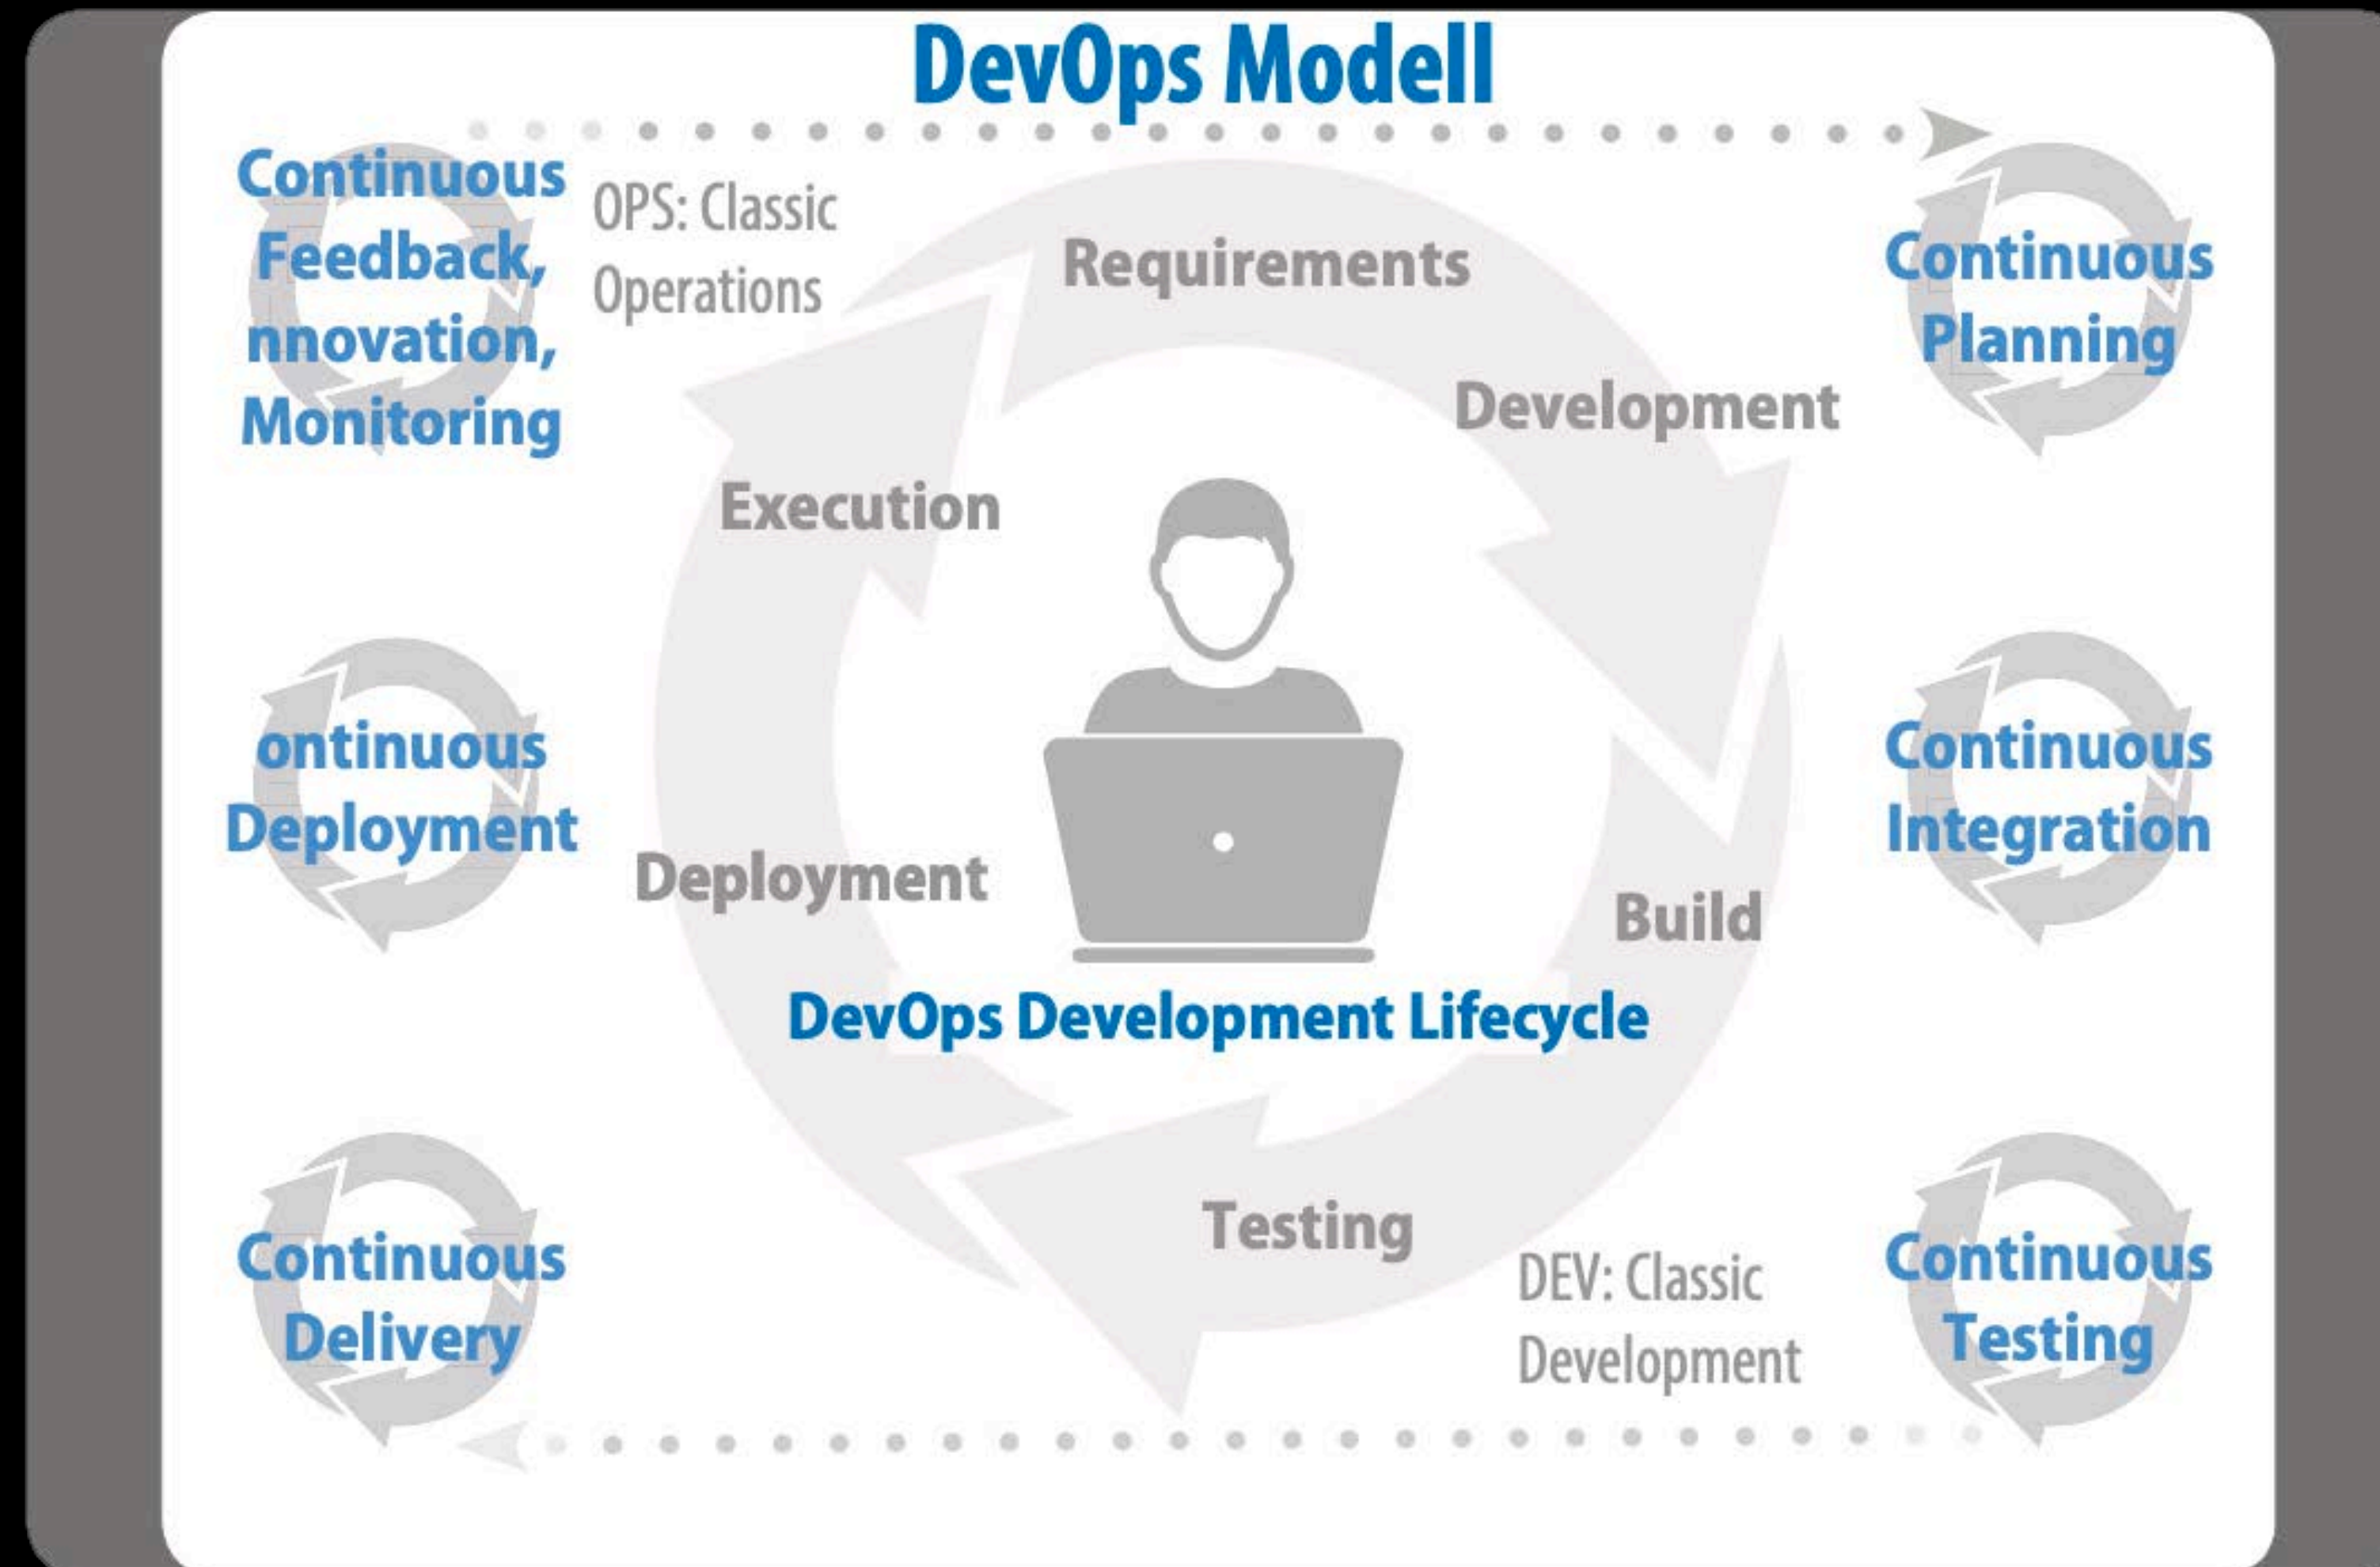 DevOps Modell
Continuous
Feedback,
nnovation,
Monitoring
OPS: Classic
Operations
Requirements
Continuous
Planning
Development
Execution
ontinuous
Deployment
Continuous
Integration
Deployment
Build
DevOps Development Lifecycle
Continuous
Delivery
Testing
DEV: Classic
Development
Continuous
Testing